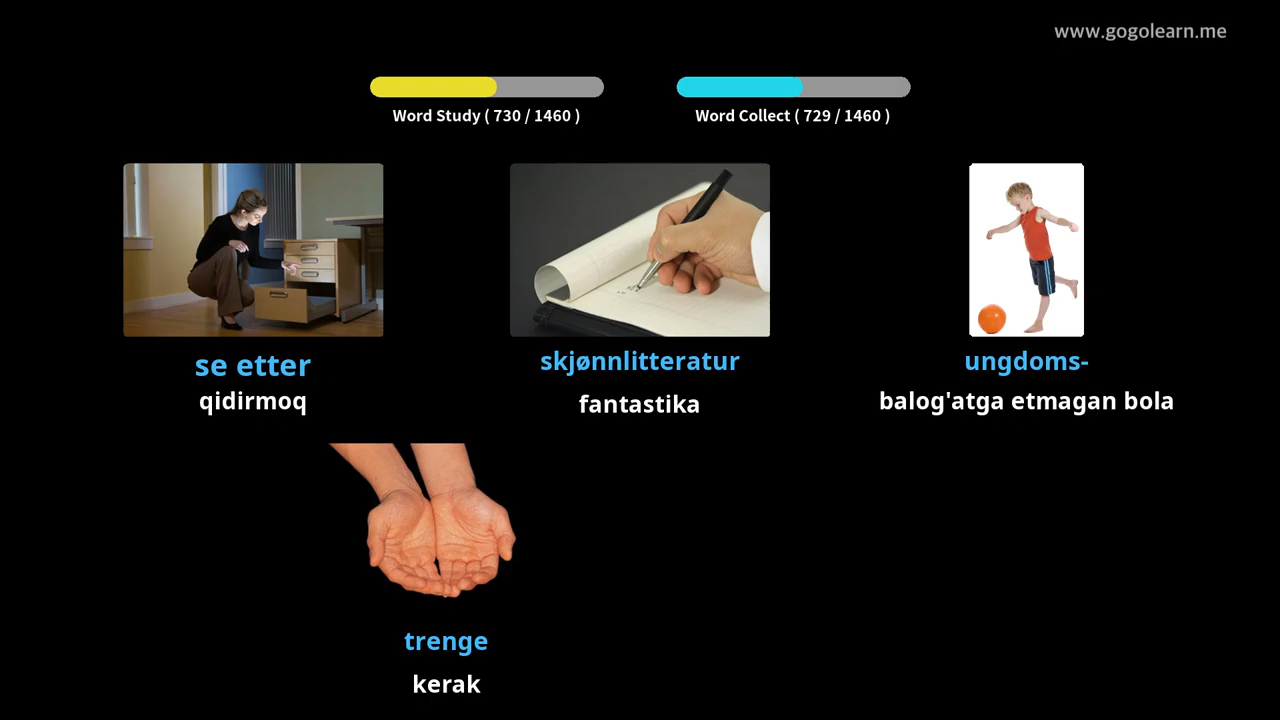 www.gogolearn.me
Word Study ( 730 / 1460 )
Word Collect ( 729 / 1460 )
se etter
qidirmoq
skjønnlitteratur
fantastika
ungdoms-
balog'atga etmagan bola
trenge
kerak